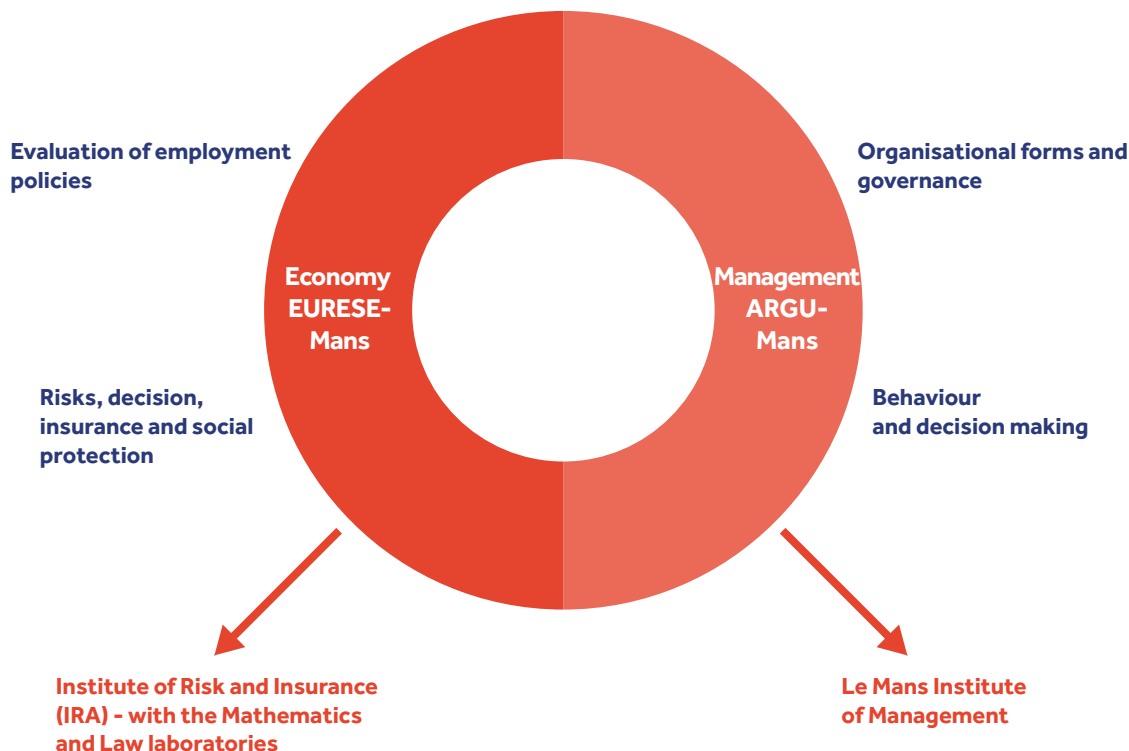 Evaluation of employment
policies
Organisational forms and
governance
Economy
EURESE-
Mans
Management
ARGU-
Mans
Risks, decision,
insurance and social
protection
Behaviour
and decision making
Institute of Risk and Insurance
(IRA) - with the Mathematics
and Law laboratories
Le Mans Institute
of Management